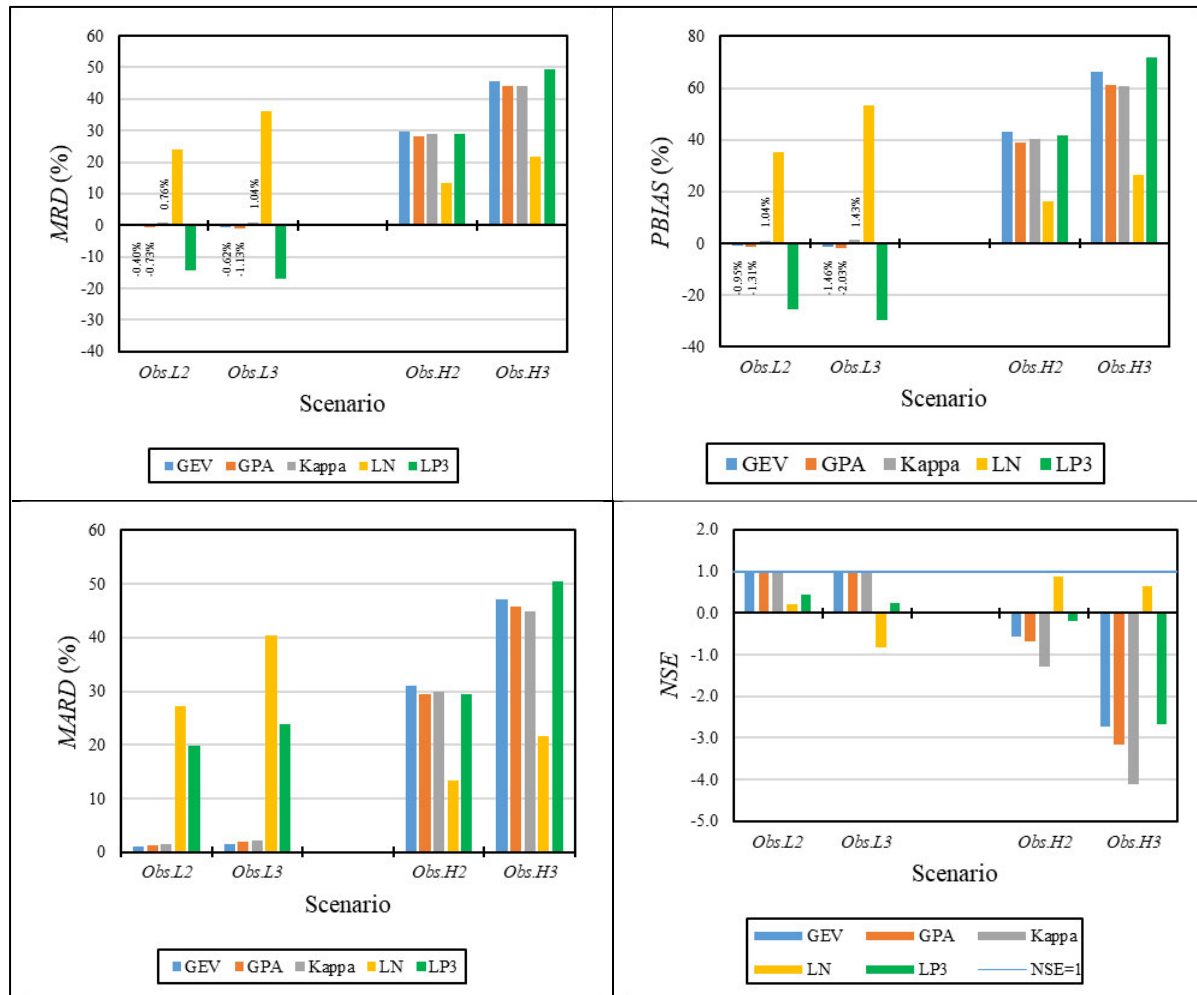 60
50
40
30
20
10
0
-10
-20
-30
-40
MRD (%)
-0.40%
-0.73%
0.76%
-0.62%
-1.13%
1.04%
Obs.L2 Obs.L3 Obs.H2 Obs.H3
Scenario
GEV GPA Kappa LN LP3
80
60
40
20
0
-20
-40
PBIAS (%)
-0.95%
-1.31%
1.04%
-1.46%
-2.03%
1.43%
Obs.L2 Obs.L3 Obs.H2 Obs.H3
Scenario
GEV GPA Kappa LN LP3
60
50
40
30
20
10
0
MARD (%)
Obs.L2 Obs.L3 Obs.H2 Obs.H3
Scenario
GEV GPA Kappa LN LP3
2.0
1.0
0.0
-1.0
-2.0
-3.0
-4.0
-5.0
NSE
Obs.L2 Obs.L3 Obs.H2 Obs.H3
Scenario
GEV GPA Kappa
LN LP3 NSE=1